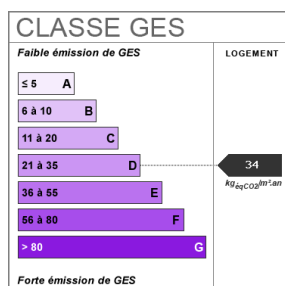 CLASSE GES
Faible émission de GES
LOGEMENT
≤ 5 A
6 à 10 B
11 à 20 C
21 à 35 D
34
kgéqCO2/m².an
36 à 55 E
56 à 80 F
> 80 G
Forte émission de GES